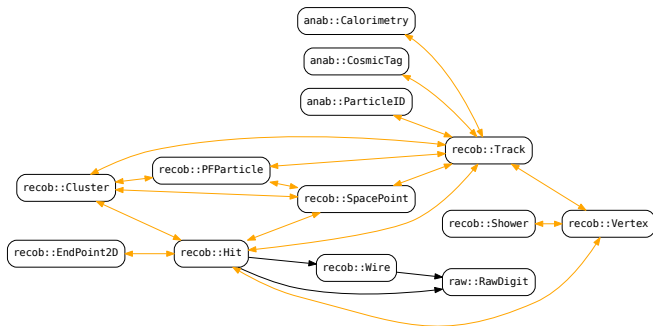 anab::Calorimetry
anab::CosmicTag
anab::ParticleID
recob::Track
recob::PFParticle
recob::Cluster
recob::SpacePoint
recob::Shower
recob::Vertex
recob::EndPoint2D
recob::Hit
recob::Wire
raw::RawDigit